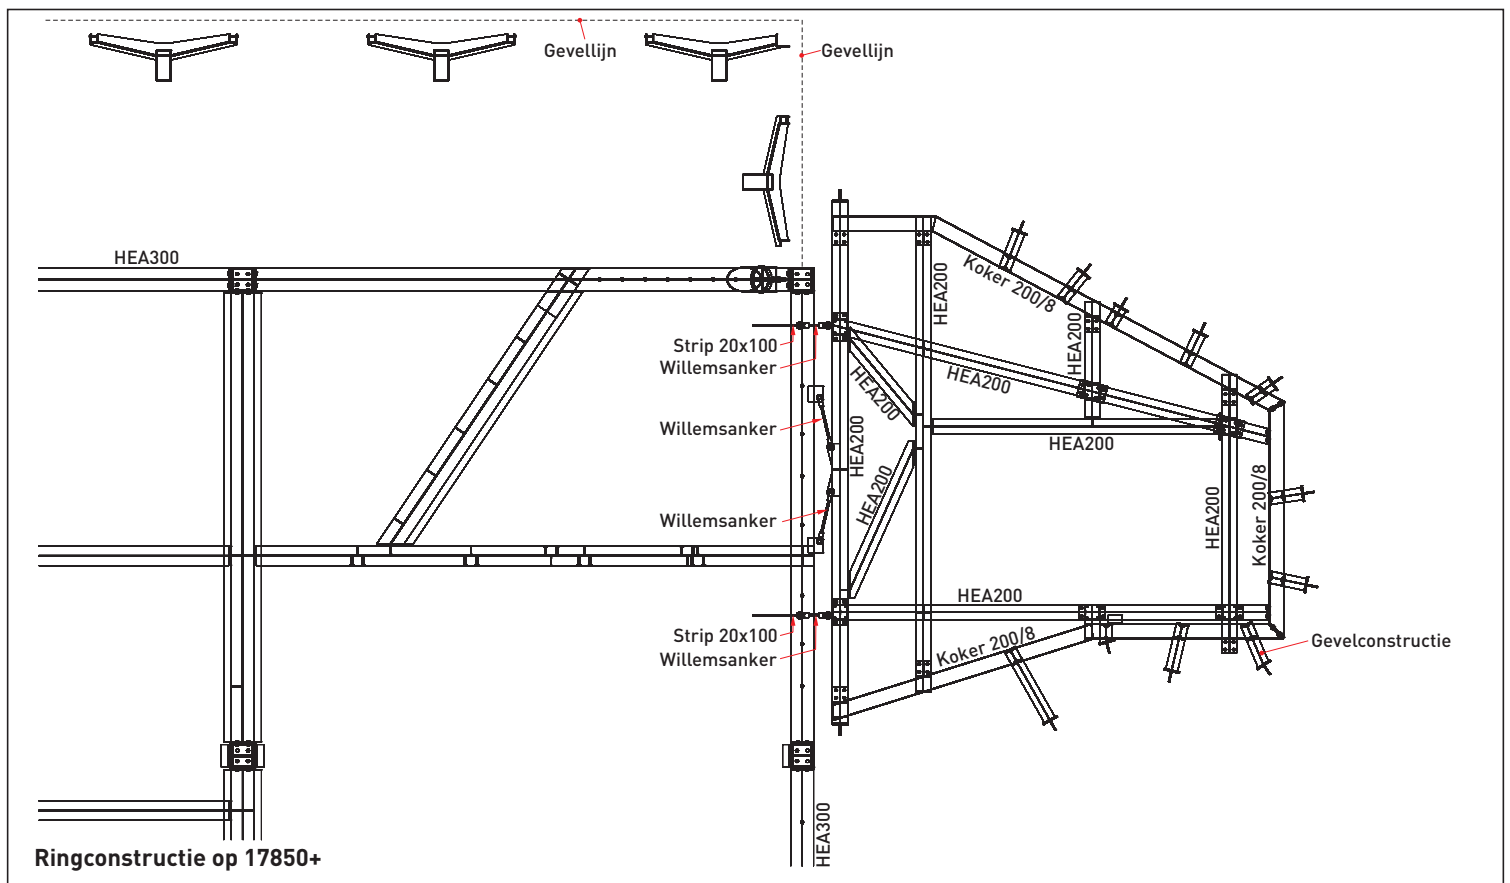 Gevellijn
Gevellijn
HEA300
Koker 200/8
HEA200
HEA200
Strip 20x100
Willemsanker
HEA200
HEA200
Willemsanker
HEA200
HEA200
HEA200
Koker 200/8
HEA200
Willemsanker
HEA200
Strip 20x100
Willemsanker
Koker 200/8
Gevelconstructie
HEA300
Ringconstructie op 17850+